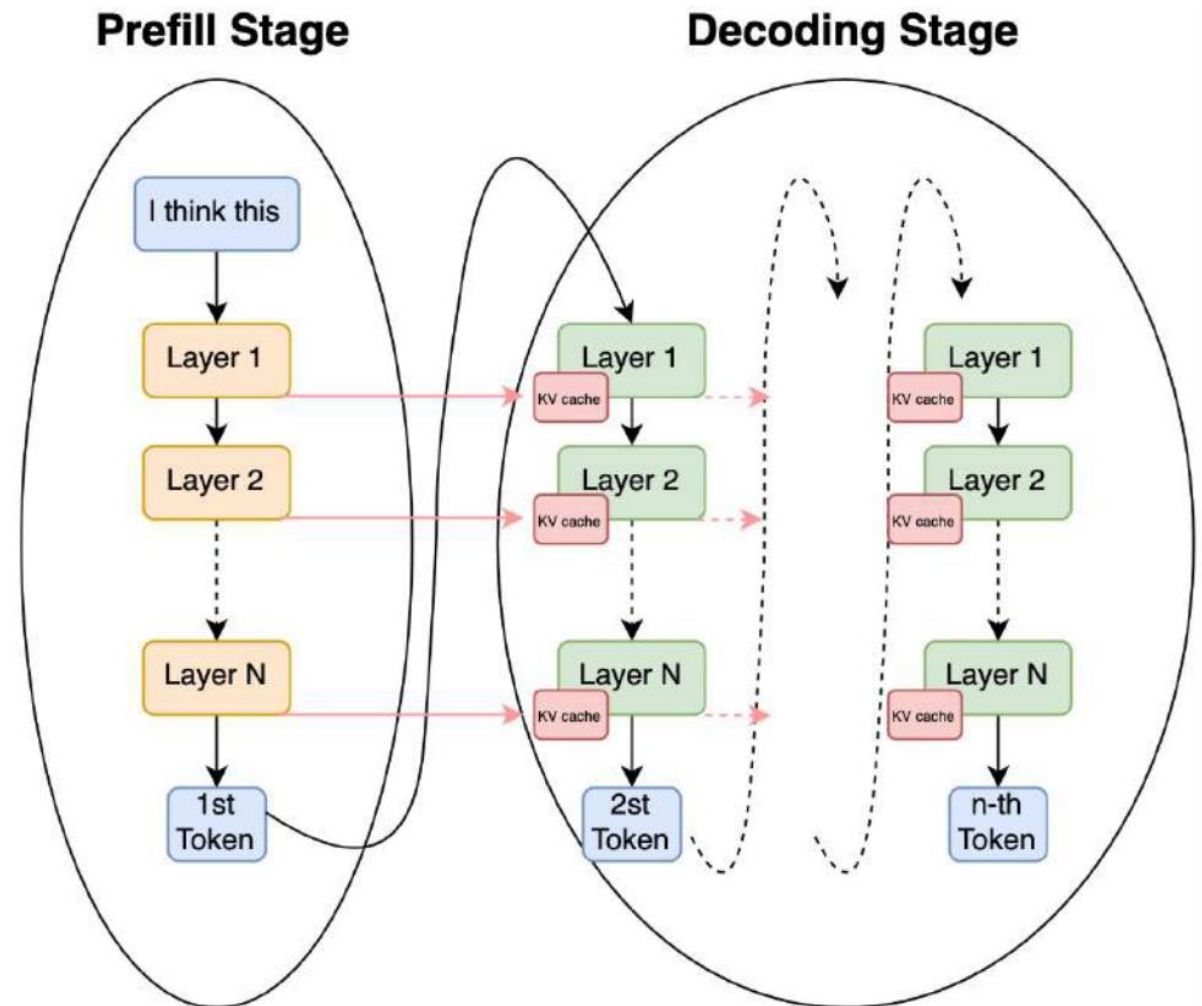 Prefill Stage
Decoding Stage
I think this
Layer 1
Layer 2
Layer N
1st
Token
Layer 1
KV cache
Layer 2
KV cache
Layer N
KV cache
2st
Token
Layer 1
KV cache
Layer 2
KV cache
Layer N
KV cache
n-th
Token